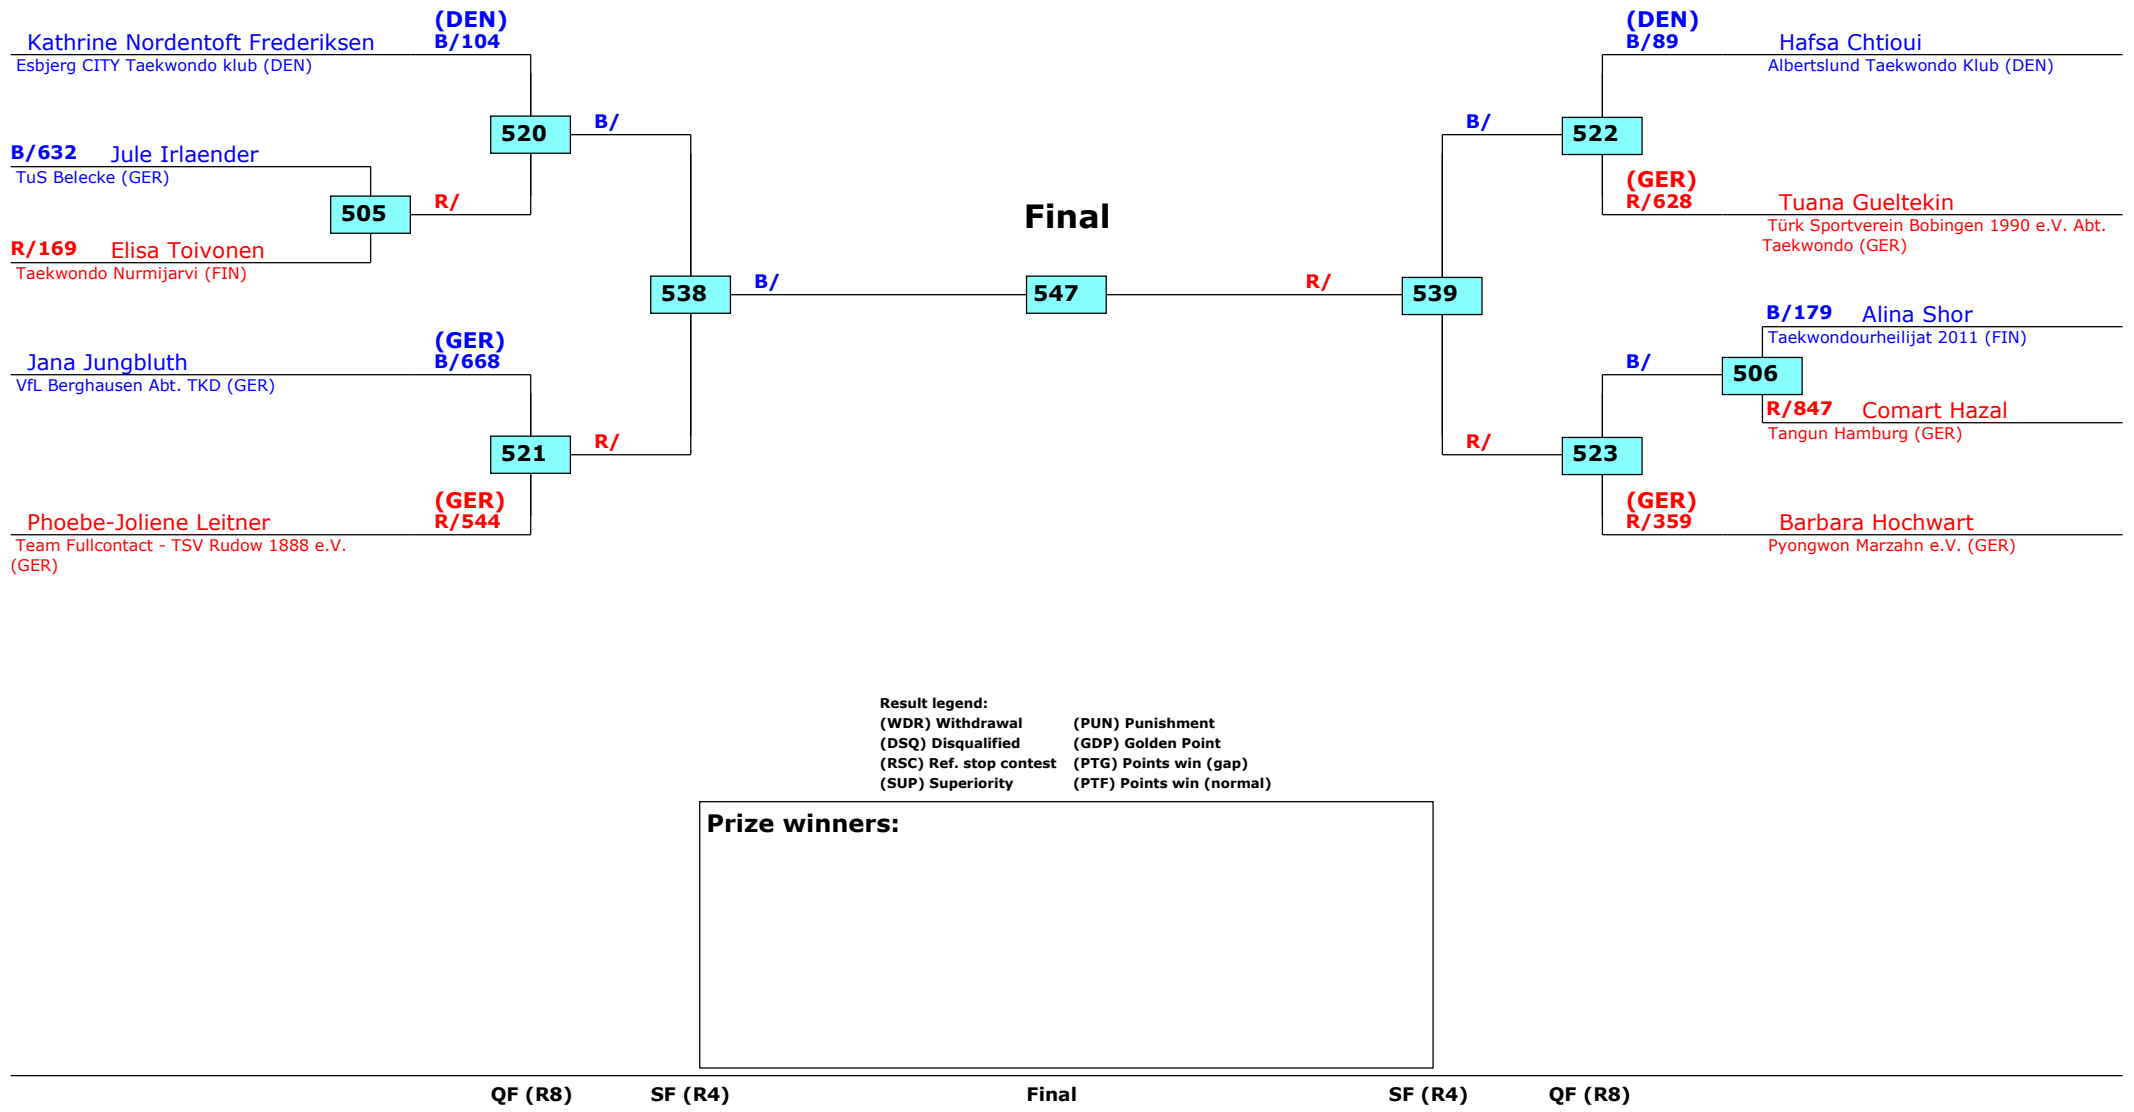 (DEN)
Kathrine Nordentoft Frederiksen B/104
Esbjerg CITY Taekwondo klub (DEN)
520
B/
B/632 Jule Irlaender
TuS Belecke (GER)
505
R/
R/169 Elisa Toivonen
Taekwondo Nurmijarvi (FIN)
538
B/
(GER)
Jana Jungbluth B/668
VfL Berghausen Abt. TKD (GER)
521
R/
(GER)
Phoebe-Joliene Leitner R/544
Team Fullcontact - TSV Rudow 1888 e.V.
(GER)
Final
547
(DEN)
B/89 Hafsa Chtioui
Albertslund Taekwondo Klub (DEN)
B/
522
(GER)
R/628 Tuana Gueltekin
Türk Sportverein Bobingen 1990 e.V. Abt.
Taekwondo (GER)
R/
539
B/179 Alina Shor
Taekwondourheilijat 2011 (FIN)
B/
506
R/847 Comart Hazal
Tangun Hamburg (GER)
R/
523
(GER)
R/359 Barbara Hochwart
Pyongwon Marzahn e.V. (GER)
Result legend:
(WDR) Withdrawal (PUN) Punishment
(DSQ) Disqualified (GDP) Golden Point
(RSC) Ref. stop contest (PTG) Points win (gap)
(SUP) Superiority (PTF) Points win (normal)
Prize winners:
QF (R8) SF (R4) Final SF (R4) QF (R8)